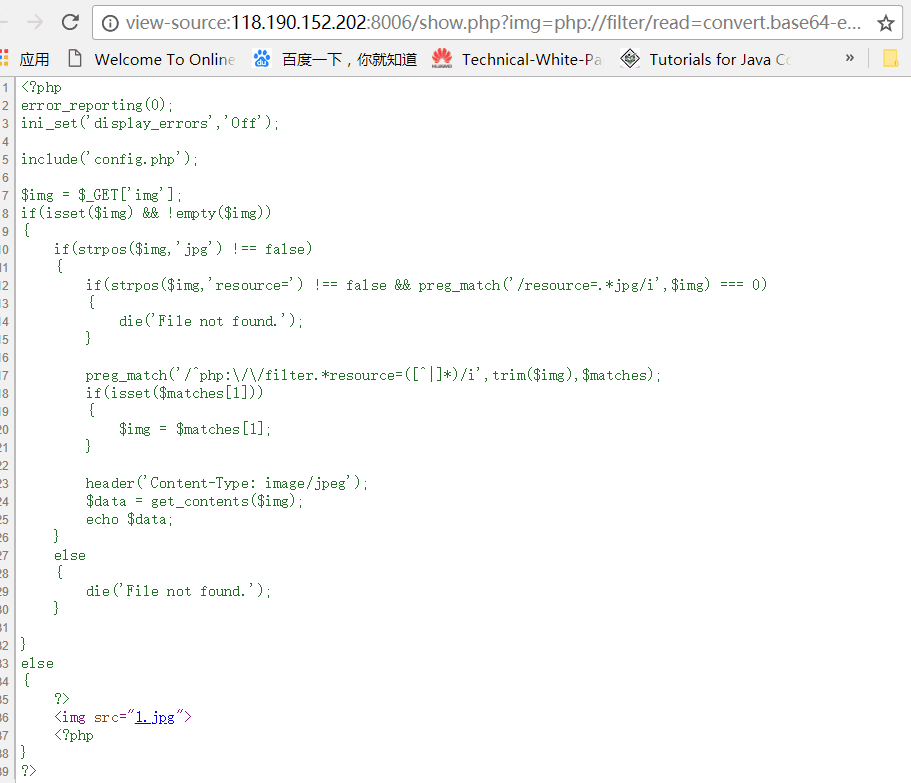 view-source:118.190.152.202:8006/show.php?img=php://filter/read=convert.base64-e...
应用 Welcome To Online 百度一下，你就知道 HUAWEI Technical-White-Pa Tutorials for Java Co »
1 <?php
2 error_reporting(0);
3 ini_set('display_errors','Off');
4
5 include('config.php');
6
7 $img = $_GET['img'];
8 if(isset($img) && !empty($img))
9 {
10     if(strpos($img,'jpg') !== false)
11     {
12         if(strpos($img,'resource=') !== false && preg_match('/resource=.*jpg/i',$img) === 0)
13         {
14             die('File not found.');
15         }
16
17         preg_match('/^php:\/\/filter.*resource=([^|]*)/i',trim($img),$matches);
18         if(isset($matches[1]))
19         {
20             $img = $matches[1];
21         }
22
23         header('Content-Type: image/jpeg');
24         $data = get_contents($img);
25         echo $data;
26     }
27     else
28     {
29         die('File not found.');
30     }
31
32 }
33 else
34 {
35     ?>
36     <img src="1.jpg">
37     <?php
38 }
39 ?>